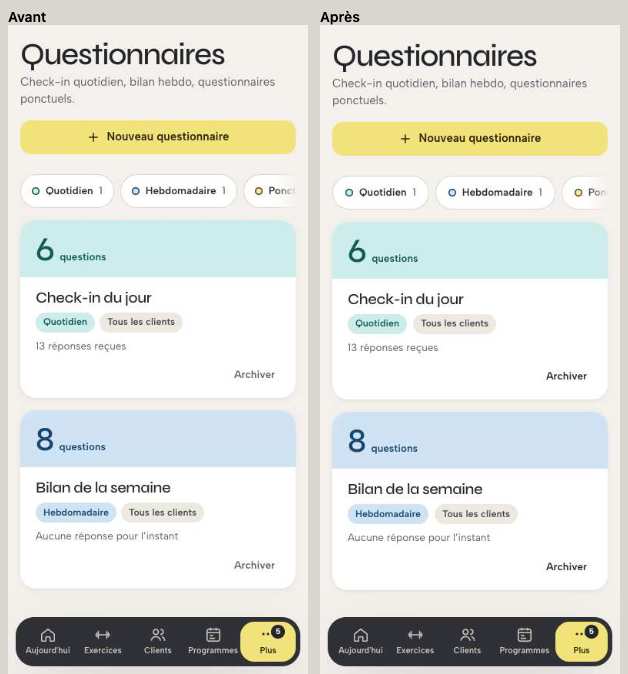 Avant
Questionnaires
Check-in quotidien, bilan hebdo, questionnaires
ponctuels.
+ Nouveau questionnaire
Quotidien 1
Hebdomadaire 1
Ponct
6 questions
Check-in du jour
Quotidien
Tous les clients
13 réponses reçues
Archiver
8 questions
Bilan de la semaine
Hebdomadaire
Tous les clients
Aucune réponse pour l'instant
Archiver
Aujourd'hui
Exercices
Clients
Programmes
5
Plus
Après
Questionnaires
Check-in quotidien, bilan hebdo, questionnaires
ponctuels.
+ Nouveau questionnaire
Quotidien 1
Hebdomadaire 1
Pon
6 questions
Check-in du jour
Quotidien
Tous les clients
13 réponses reçues
Archiver
8 questions
Bilan de la semaine
Hebdomadaire
Tous les clients
Aucune réponse pour l'instant
Archiver
Aujourd'hui
Exercices
Clients
Programmes
5
Plus